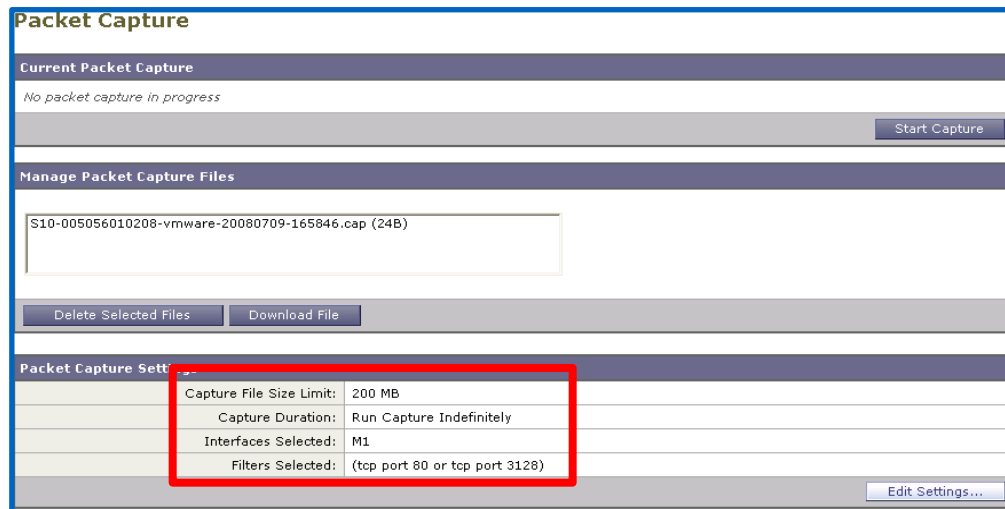 Packet Capture
Current Packet Capture
No packet capture in progress
Start Capture
Manage Packet Capture Files
S10-005056010208-vmware-20080709-165846.cap (24B)
Delete Selected Files
Download File
Packet Capture Settings
Capture File Size Limit: 200 MB
Capture Duration: Run Capture Indefinitely
Interfaces Selected: M1
Filters Selected: (tcp port 80 or tcp port 3128)
Edit Settings...